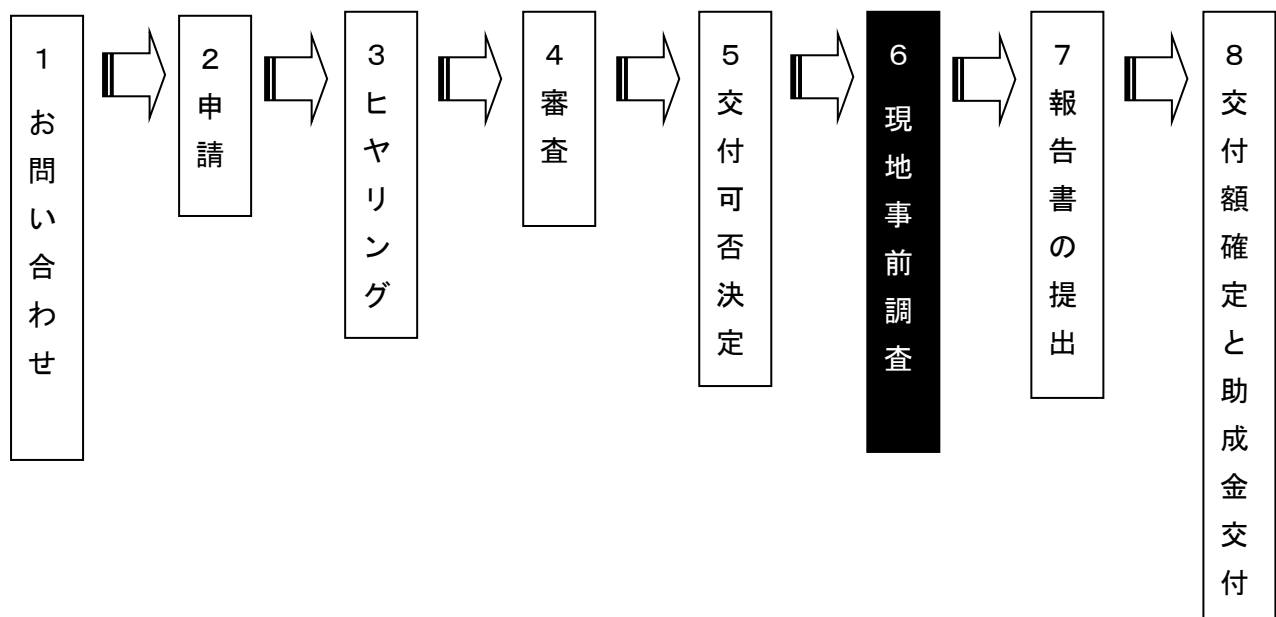 1 お問い合わせ
2 申請
3 ヒヤリング
4 審査
5 交付可否決定
6 現地事前調査
7 報告書の提出
8 交付額確定と助成金交付